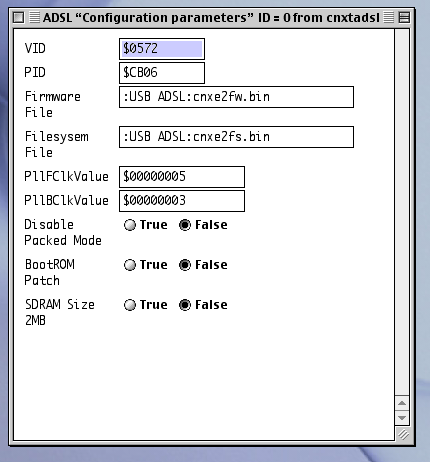 ADSL “Configuration parameters” ID = 0 from cnxtadsl
VID $0572
PID $CB06
Firmware File :USB ADSL:cnxe2fw.bin
Filesysem File :USB ADSL:cnxe2fs.bin
PllFClkValue $00000005
PllBClkValue $00000003
Disable Packed Mode True False
BootROM Patch True False
SDRAM Size 2MB True False